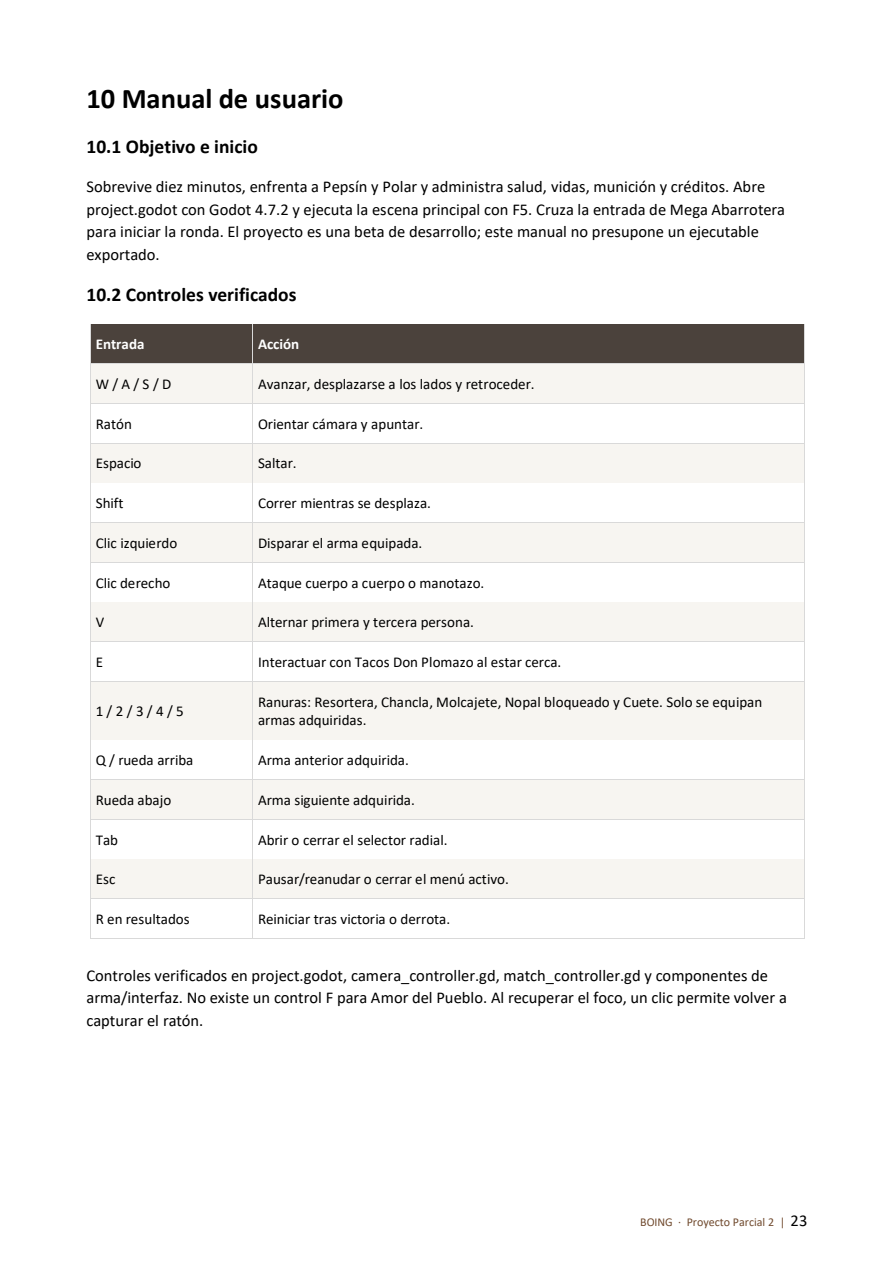 10 Manual de usuario
10.1 Objetivo e inicio
Sobrevive diez minutos, enfrenta a Pepsín y Polar y administra salud, vidas, munición y créditos. Abre
project.godot con Godot 4.7.2 y ejecuta la escena principal con F5. Cruza la entrada de Mega Abarrotera
para iniciar la ronda. El proyecto es una beta de desarrollo; este manual no presupone un ejecutable
exportado.
10.2 Controles verificados
Entrada Acción
W / A / S / D Avanzar, desplazarse a los lados y retroceder.
Ratón Orientar cámara y apuntar.
Espacio Saltar.
Shift Correr mientras se desplaza.
Clic izquierdo Disparar el arma equipada.
Clic derecho Ataque cuerpo a cuerpo o manotazo.
V Alternar primera y tercera persona.
E Interactuar con Tacos Don Plomazo al estar cerca.
1 / 2 / 3 / 4 / 5 Ranuras: Resortera, Chancla, Molcajete, Nopal bloqueado y Cuete. Solo se equipan
armas adquiridas.
Q / rueda arriba Arma anterior adquirida.
Rueda abajo Arma siguiente adquirida.
Tab Abrir o cerrar el selector radial.
Esc Pausar/reanudar o cerrar el menú activo.
R en resultados Reiniciar tras victoria o derrota.
Controles verificados en project.godot, camera_controller.gd, match_controller.gd y componentes de
arma/interfaz. No existe un control F para Amor del Pueblo. Al recuperar el foco, un clic permite volver a
capturar el ratón.
BOING · Proyecto Parcial 2 | 23